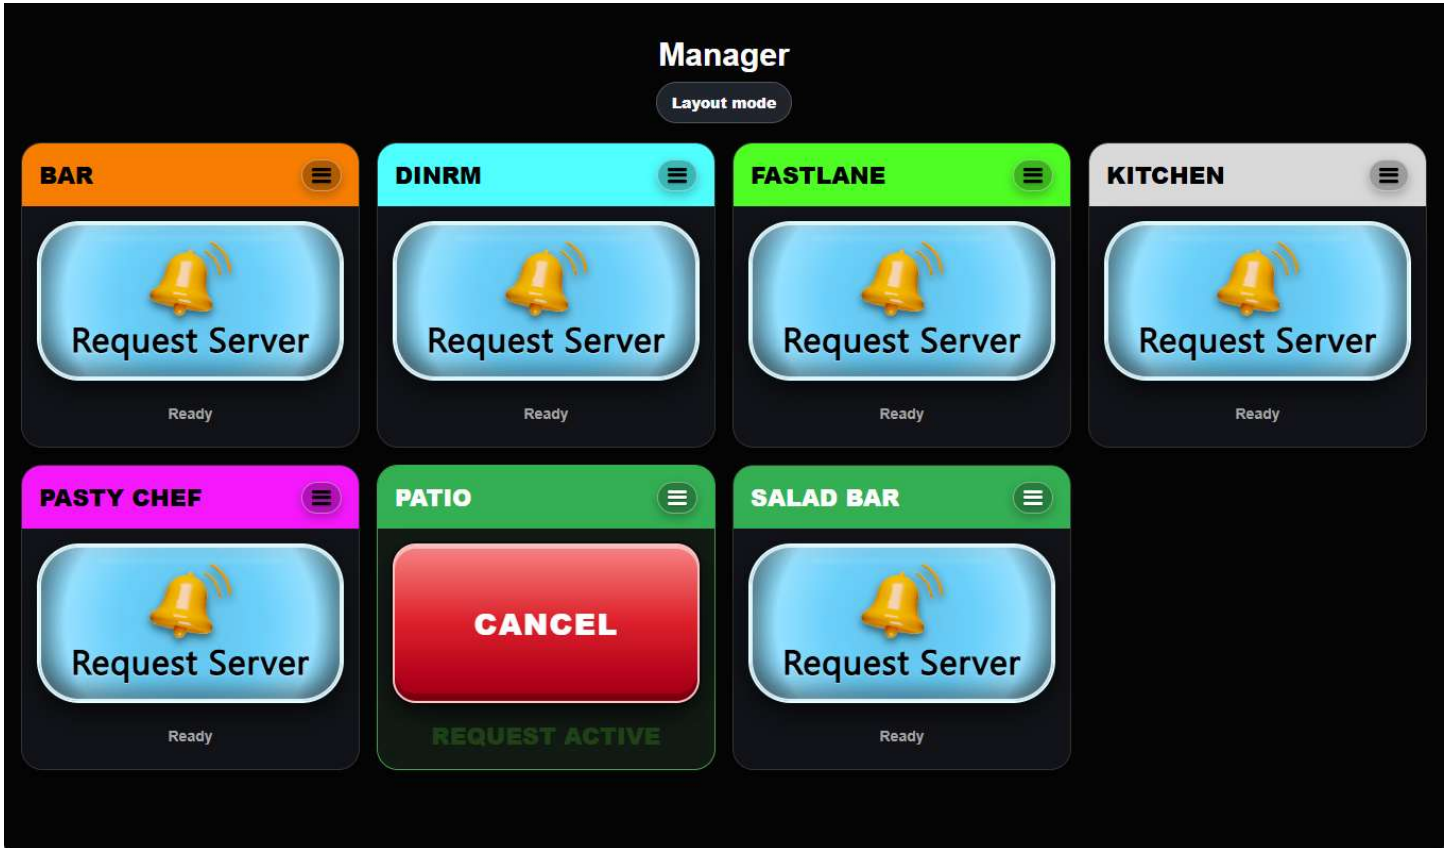 Manager
Layout mode
BAR
Request Server
Ready
DINRM
Request Server
Ready
FASTLANE
Request Server
Ready
KITCHEN
Request Server
Ready
PASTY CHEF
Request Server
Ready
PATIO
CANCEL
REQUEST ACTIVE
SALAD BAR
Request Server
Ready